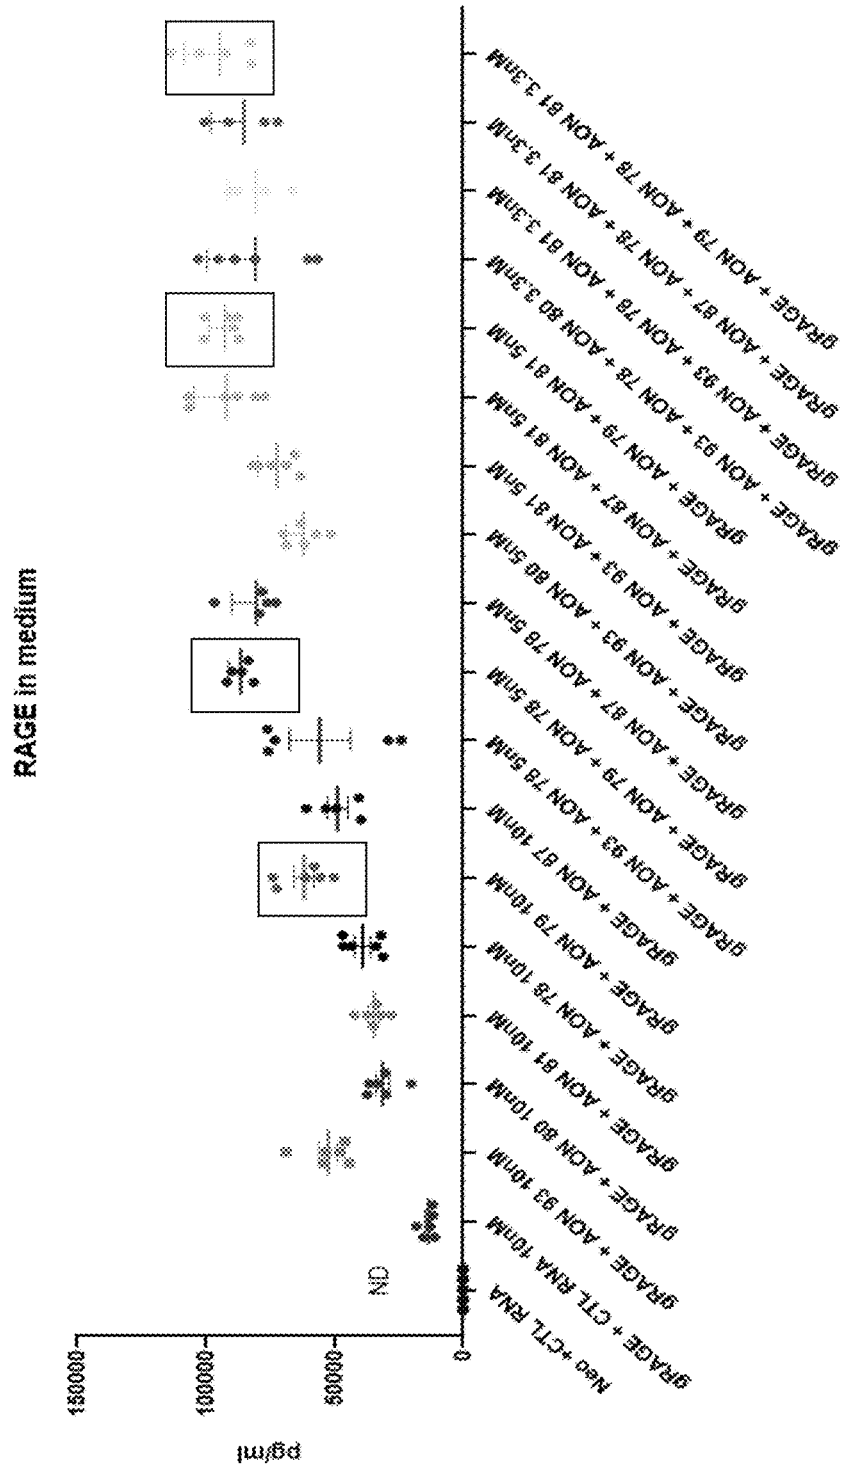 RAGE in medium
pg/ml
150000
100000
50000
0
ND
Neo +CTL RNA
gRAGE + CTL RNA 10nM
gRAGE + AON 93 10nM
gRAGE + AON 80 10nM
gRAGE + AON 81 10nM
gRAGE + AON 78 10nM
gRAGE + AON 79 10nM
gRAGE + AON 87 10nM
gRAGE + AON 93 + AON 78 5nM
gRAGE + AON 79 + AON 78 5nM
gRAGE + AON 87 + AON 78 5nM
gRAGE + AON 93 + AON 80 5nM
gRAGE + AON 93 + AON 81 5nM
gRAGE + AON 87 + AON 81 5nM
gRAGE + AON 79 + AON 81 5nM
gRAGE + AON 93 + AON 78 + AON 80 3.3nM
gRAGE + AON 93 + AON 78 + AON 81 3.3nM
gRAGE + AON 87 + AON 78 + AON 81 3.3nM
gRAGE + AON 79 + AON 78 + AON 81 3.3nM